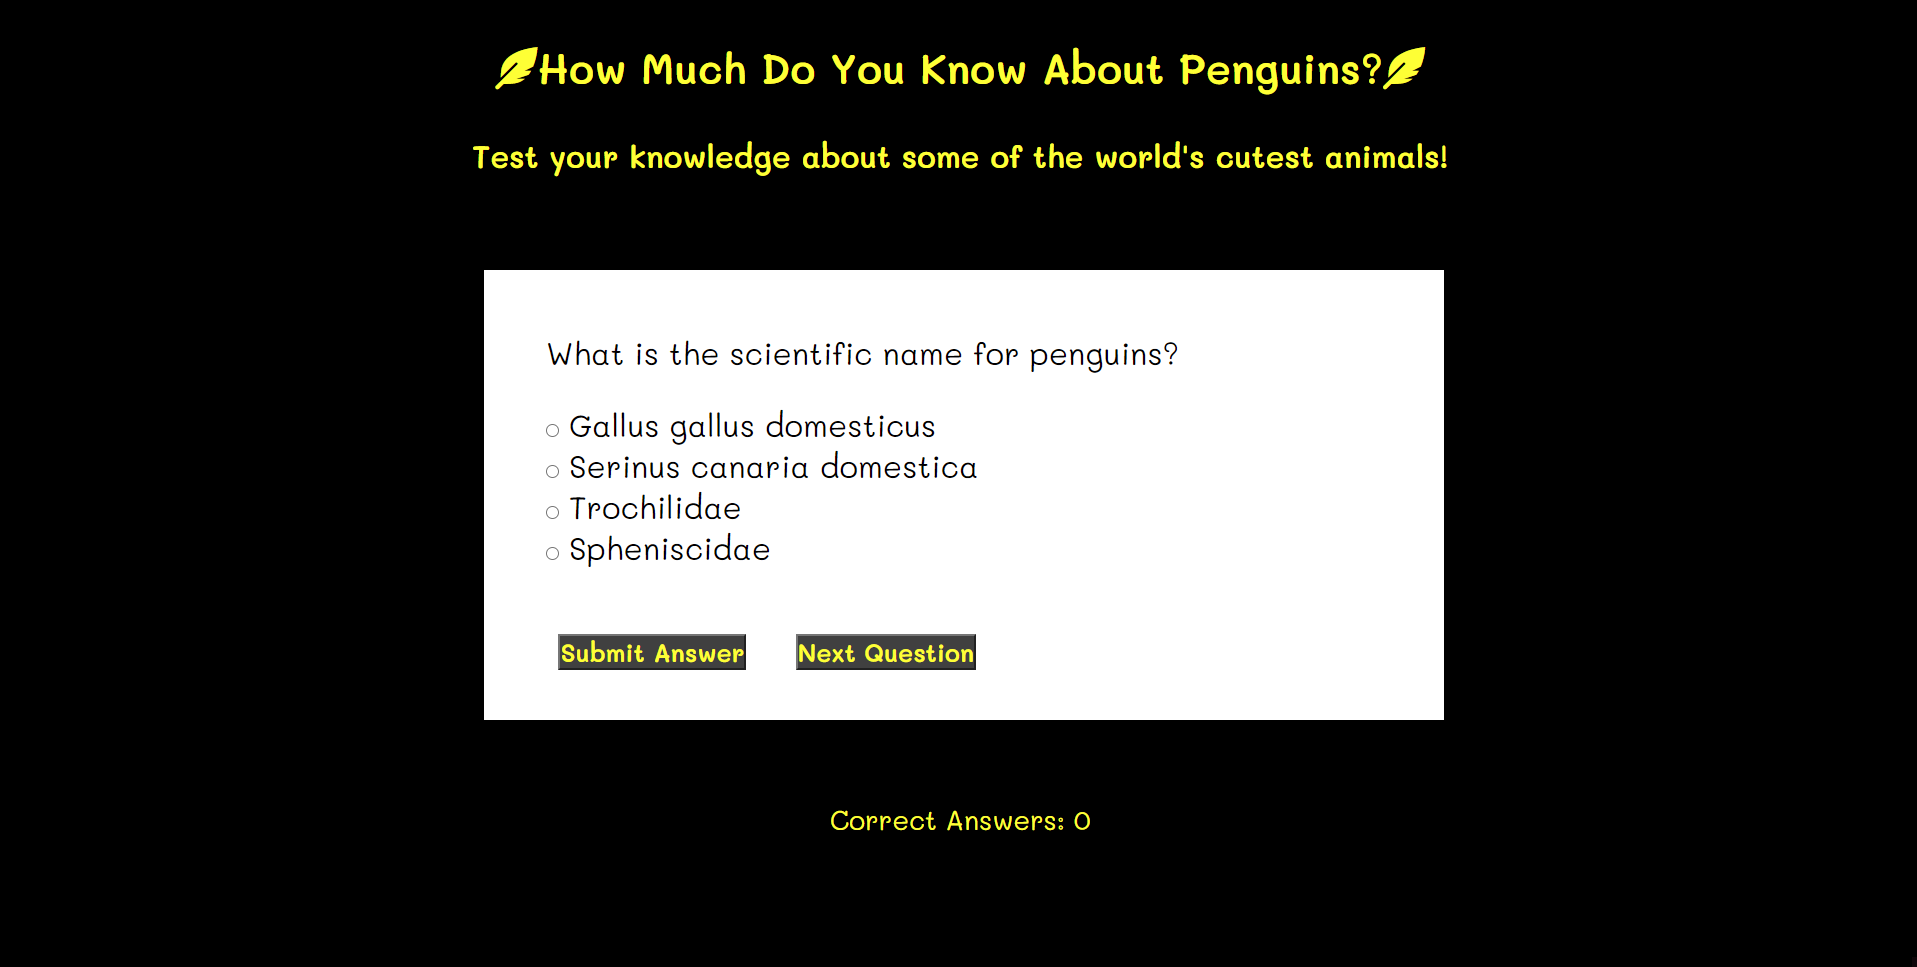 How Much Do You Know About Penguins?
Test your knowledge about some of the world's cutest animals!
What is the scientific name for penguins?
Gallus gallus domesticus
Serinus canaria domestica
Trochilidae
Spheniscidae
Submit Answer Next Question
Correct Answers: 0